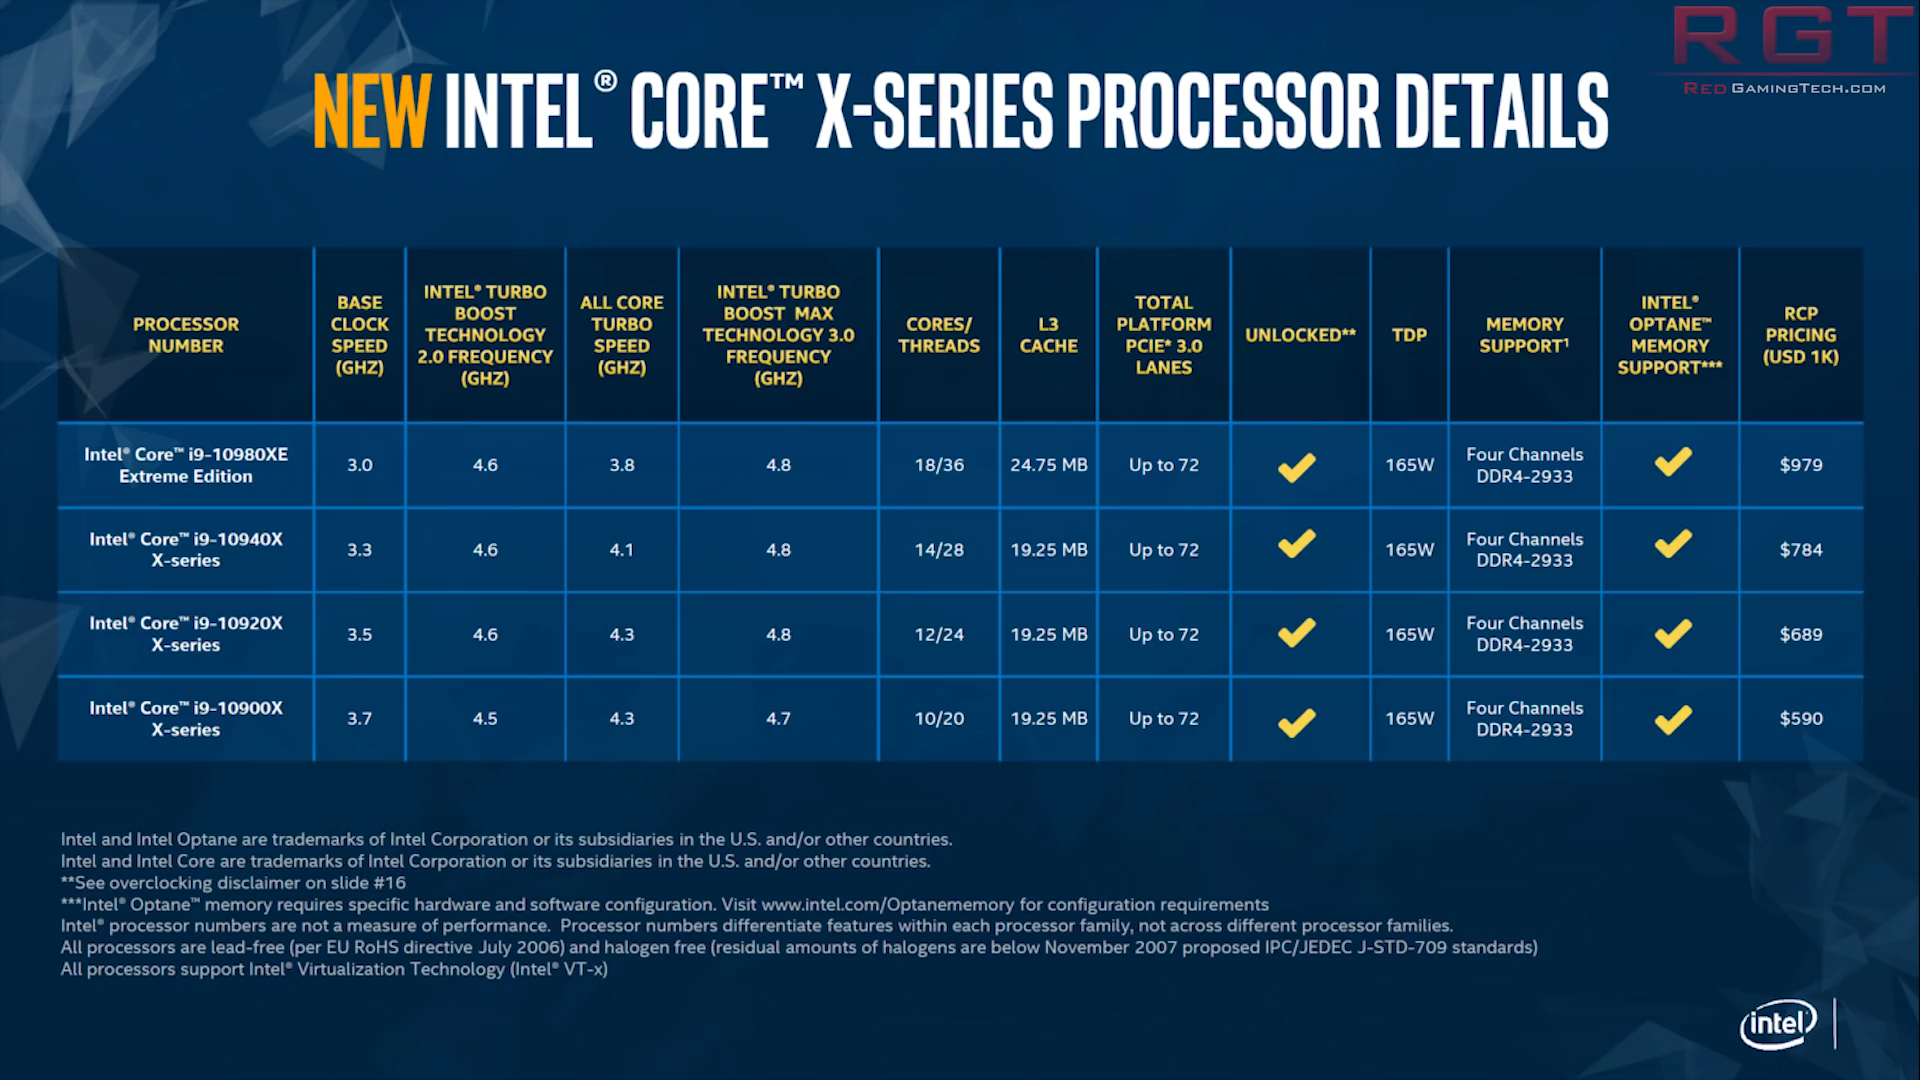 RGT
RED GAMINGTECH.COM
NEW INTEL® CORE™ X-SERIES PROCESSOR DETAILS
PROCESSOR
NUMBER
BASE
CLOCK
SPEED
(GHZ)
INTEL® TURBO
BOOST
TECHNOLOGY
2.0 FREQUENCY
(GHZ)
ALL CORE
TURBO
SPEED
(GHZ)
INTEL® TURBO
BOOST MAX
TECHNOLOGY 3.0
FREQUENCY
(GHZ)
CORES/
THREADS
L3
CACHE
TOTAL
PLATFORM
PCIE* 3.0
LANES
UNLOCKED**
TDP
MEMORY
SUPPORT¹
INTEL®
OPTANE™
MEMORY
SUPPORT***
RCP
PRICING
(USD 1K)
Intel® Core™ i9-10980XE
Extreme Edition
3.0
4.6
3.8
4.8
18/36
24.75 MB
Up to 72
165W
Four Channels
DDR4-2933
$979
Intel® Core™ i9-10940X
X-series
3.3
4.6
4.1
4.8
14/28
19.25 MB
Up to 72
165W
Four Channels
DDR4-2933
$784
Intel® Core™ i9-10920X
X-series
3.5
4.6
4.3
4.8
12/24
19.25 MB
Up to 72
165W
Four Channels
DDR4-2933
$689
Intel® Core™ i9-10900X
X-series
3.7
4.5
4.3
4.7
10/20
19.25 MB
Up to 72
165W
Four Channels
DDR4-2933
$590
Intel and Intel Optane are trademarks of Intel Corporation or its subsidiaries in the U.S. and/or other countries.
Intel and Intel Core are trademarks of Intel Corporation or its subsidiaries in the U.S. and/or other countries.
**See overclocking disclaimer on slide #16
***Intel® Optane™ memory requires specific hardware and software configuration. Visit www.intel.com/Optanememory for configuration requirements
Intel® processor numbers are not a measure of performance. Processor numbers differentiate features within each processor family, not across different processor families.
All processors are lead-free (per EU RoHS directive July 2006) and halogen free (residual amounts of halogens are below November 2007 proposed IPC/JEDEC J-STD-709 standards)
All processors support Intel® Virtualization Technology (Intel® VT-x)
intel